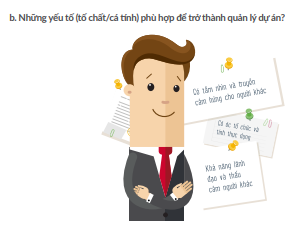 b. Những yếu tố (tố chất/cá tính) phù hợp để trở thành quản lý dự án?
Có tầm nhìn và truyền
cảm hứng cho người khác
Có óc tổ chức và
tính thực dụng
Khả năng lãnh
đạo và thấu
cảm người khác